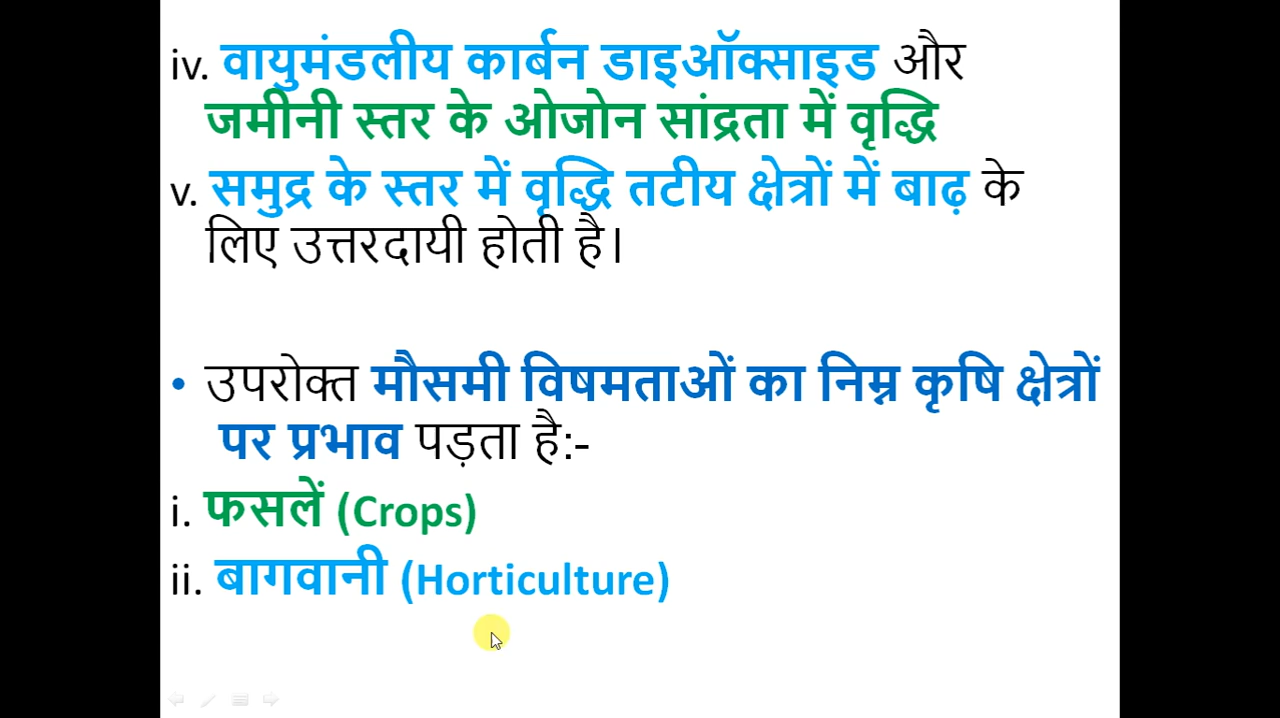 iv. वायुमंडलीय कार्बन डाइऑक्साइड और
जमीनी स्तर के ओजोन सांद्रता में वृद्धि
v. समुद्र के स्तर में वृद्धि तटीय क्षेत्रों में बाढ़ के
लिए उत्तरदायी होती है।
• उपरोक्त मौसमी विषमताओं का निम्न कृषि क्षेत्रों
पर प्रभाव पड़ता है:-
i. फसलें (Crops)
ii. बागवानी (Horticulture)